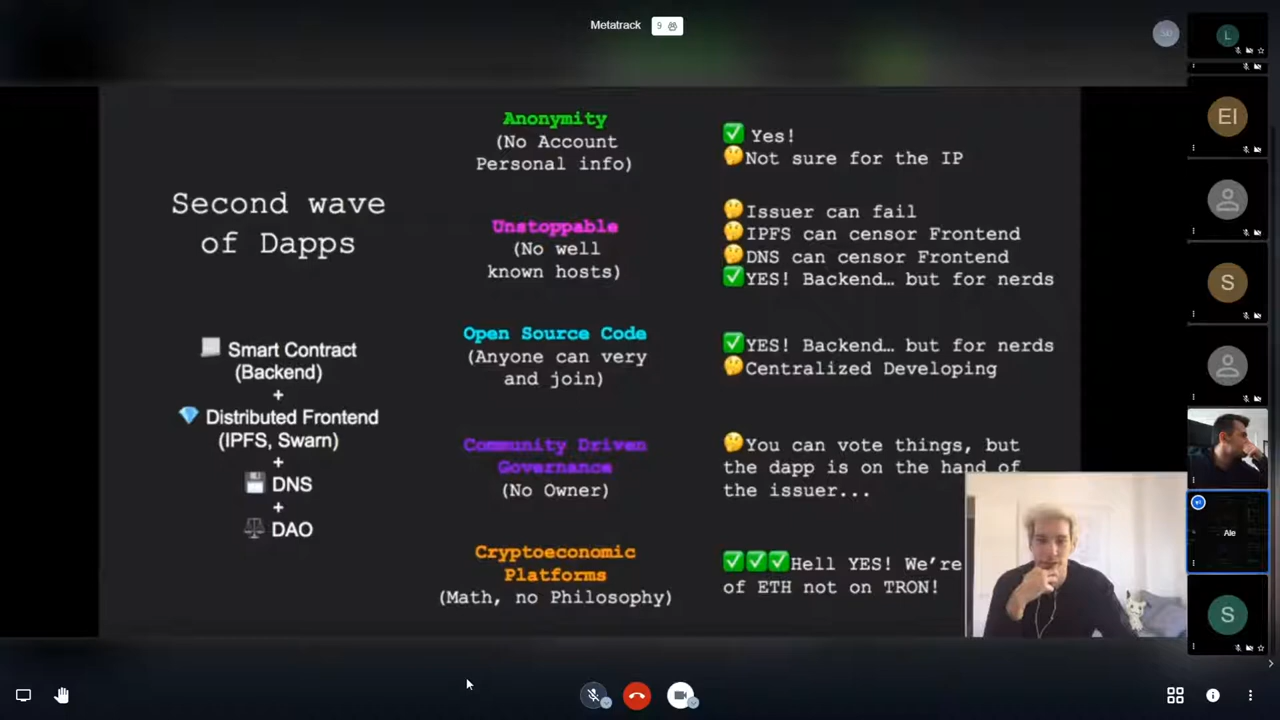 Metatrack
9
SD
L
EI
S
Ale
S
Second wave
of Dapps
Smart Contract
(Backend)
+
Distributed Frontend
(IPFS, Swarn)
+
DNS
+
DAO
Anonymity
(No Account
Personal info)
Yes!
Not sure for the IP
Unstoppable
(No well
known hosts)
Issuer can fail
IPFS can censor Frontend
DNS can censor Frontend
YES! Backend… but for nerds
Open Source Code
(Anyone can very
and join)
YES! Backend… but for nerds
Centralized Developing
Community Driven
Governance
(No Owner)
You can vote things, but
the dapp is on the hand of
the issuer...
Cryptoeconomic
Platforms
(Math, no Philosophy)
Hell YES! We're
of ETH not on TRON!